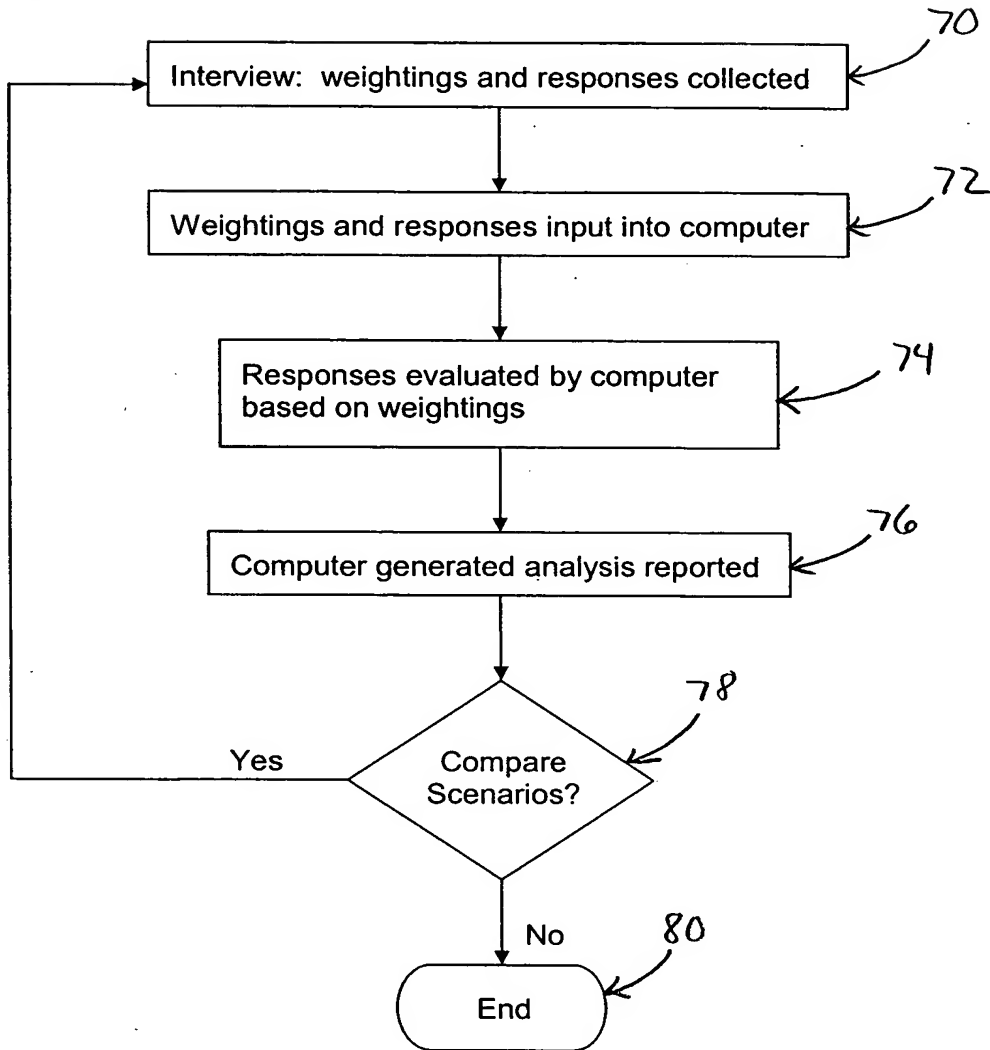 70
Interview: weightings and responses collected
72
Weightings and responses input into computer
74
Responses evaluated by computer
based on weightings
76
Computer generated analysis reported
78
Compare
Scenarios?
Yes
No
80
End